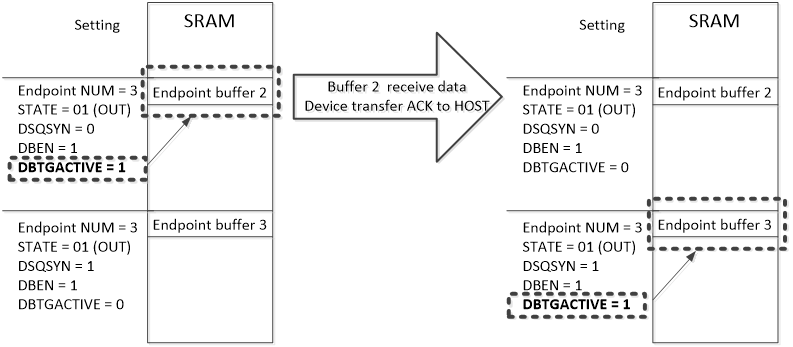 Setting
SRAM
Endpoint NUM = 3
STATE = 01 (OUT)
DSQSYN = 0
DBEN = 1
DBTGACTIVE = 1
Endpoint buffer 2
Endpoint NUM = 3
STATE = 01 (OUT)
DSQSYN = 1
DBEN = 1
DBTGACTIVE = 0
Endpoint buffer 3
Buffer 2 receive data
Device transfer ACK to HOST
Setting
SRAM
Endpoint NUM = 3
STATE = 01 (OUT)
DSQSYN = 0
DBEN = 1
DBTGACTIVE = 0
Endpoint buffer 2
Endpoint NUM = 3
STATE = 01 (OUT)
DSQSYN = 1
DBEN = 1
DBTGACTIVE = 1
Endpoint buffer 3